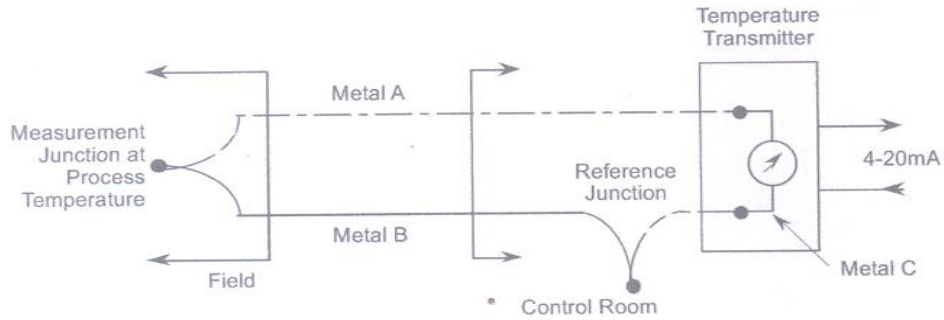 Temperature
Transmitter
Metal A
Measurement
Junction at
Process
Temperature
4-20mA
Reference
Junction
Metal B
Metal C
Field
Control Room